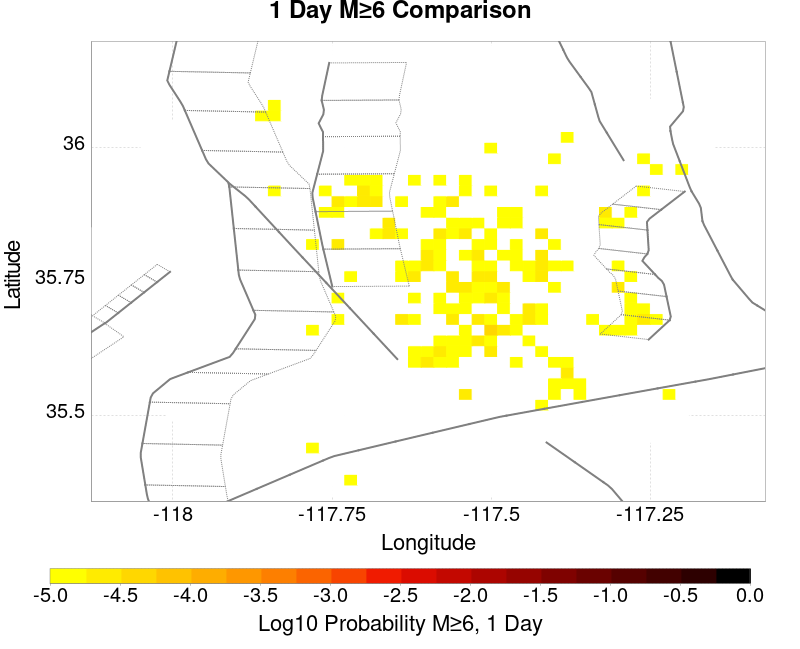 1 Day M≥6 Comparison
36
35.75
35.5
Latitude
-118 -117.75 -117.5 -117.25
Longitude
-5.0 -4.5 -4.0 -3.5 -3.0 -2.5 -2.0 -1.5 -1.0 -0.5 0.0
Log10 Probability M≥6, 1 Day